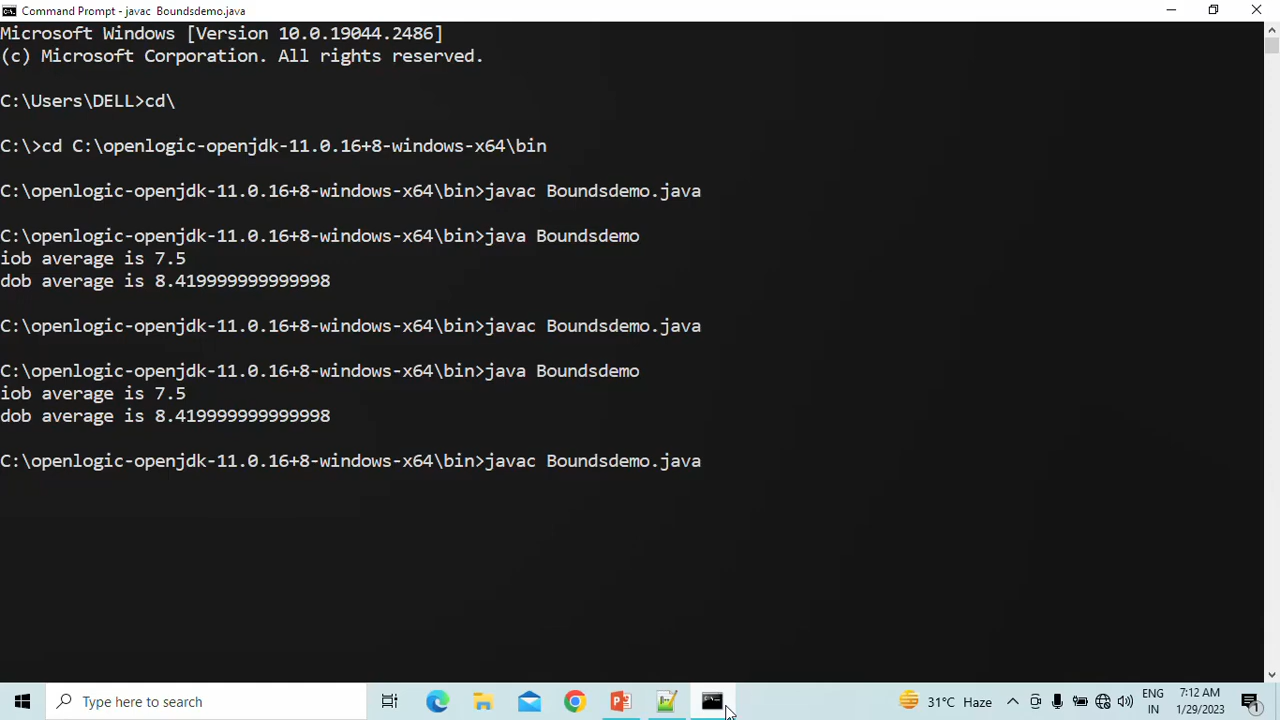 Command Prompt - javac  Boundsdemo.java
Microsoft Windows [Version 10.0.19044.2486]
(c) Microsoft Corporation. All rights reserved.
C:\Users\DELL>cd\
C:\>cd C:\openlogic-openjdk-11.0.16+8-windows-x64\bin
C:\openlogic-openjdk-11.0.16+8-windows-x64\bin>javac Boundsdemo.java
C:\openlogic-openjdk-11.0.16+8-windows-x64\bin>java Boundsdemo
iob average is 7.5
dob average is 8.419999999999998
C:\openlogic-openjdk-11.0.16+8-windows-x64\bin>javac Boundsdemo.java
C:\openlogic-openjdk-11.0.16+8-windows-x64\bin>java Boundsdemo
iob average is 7.5
dob average is 8.419999999999998
C:\openlogic-openjdk-11.0.16+8-windows-x64\bin>javac Boundsdemo.java
Type here to search
31°C Haze
ENG
IN
7:12 AM
1/29/2023
1